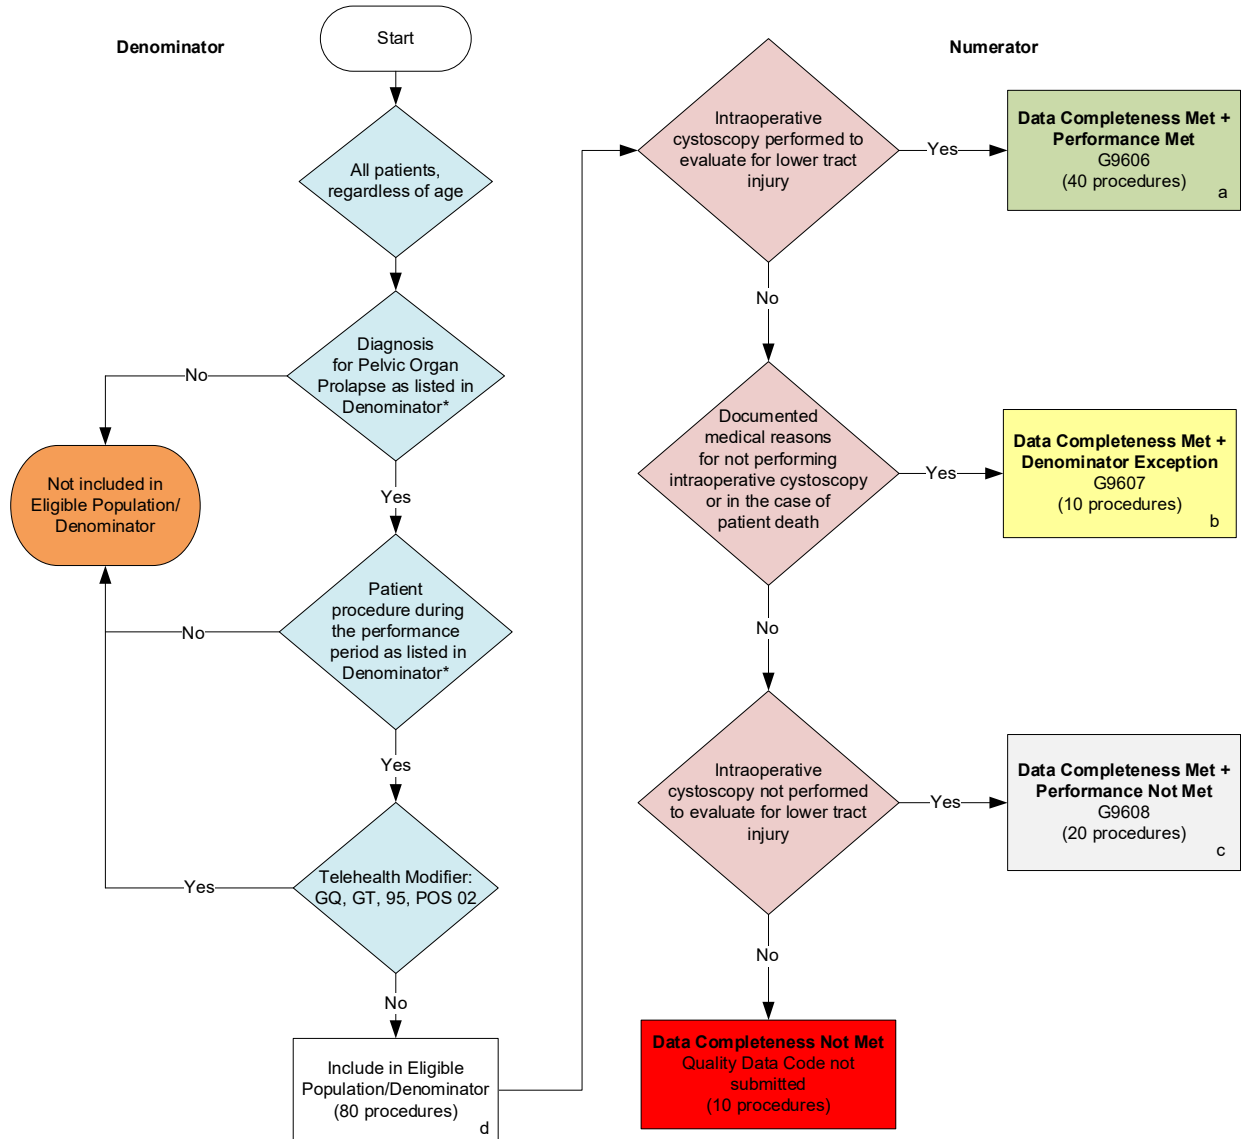 Denominator
Start
All patients,
regardless of age
Diagnosis
for Pelvic Organ
Prolapse as listed in
Denominator*
No
Not included in
Eligible Population/
Denominator
Yes
Patient
procedure during
the performance
period as listed in
Denominator*
No
Yes
Telehealth Modifier:
GQ, GT, 95, POS 02
Yes
No
Include in Eligible
Population/Denominator
(80 procedures)
d
Numerator
Intraoperative
cystoscopy performed to
evaluate for lower tract
injury
Yes
Data Completeness Met +
Performance Met
G9606
(40 procedures)
a
No
Documented
medical reasons
for not performing
intraoperative cystoscopy
or in the case of
patient death
Yes
Data Completeness Met +
Denominator Exception
G9607
(10 procedures)
b
No
Intraoperative
cystoscopy not performed
to evaluate for lower tract
injury
Yes
Data Completeness Met +
Performance Not Met
G9608
(20 procedures)
c
No
Data Completeness Not Met
Quality Data Code not
submitted
(10 procedures)